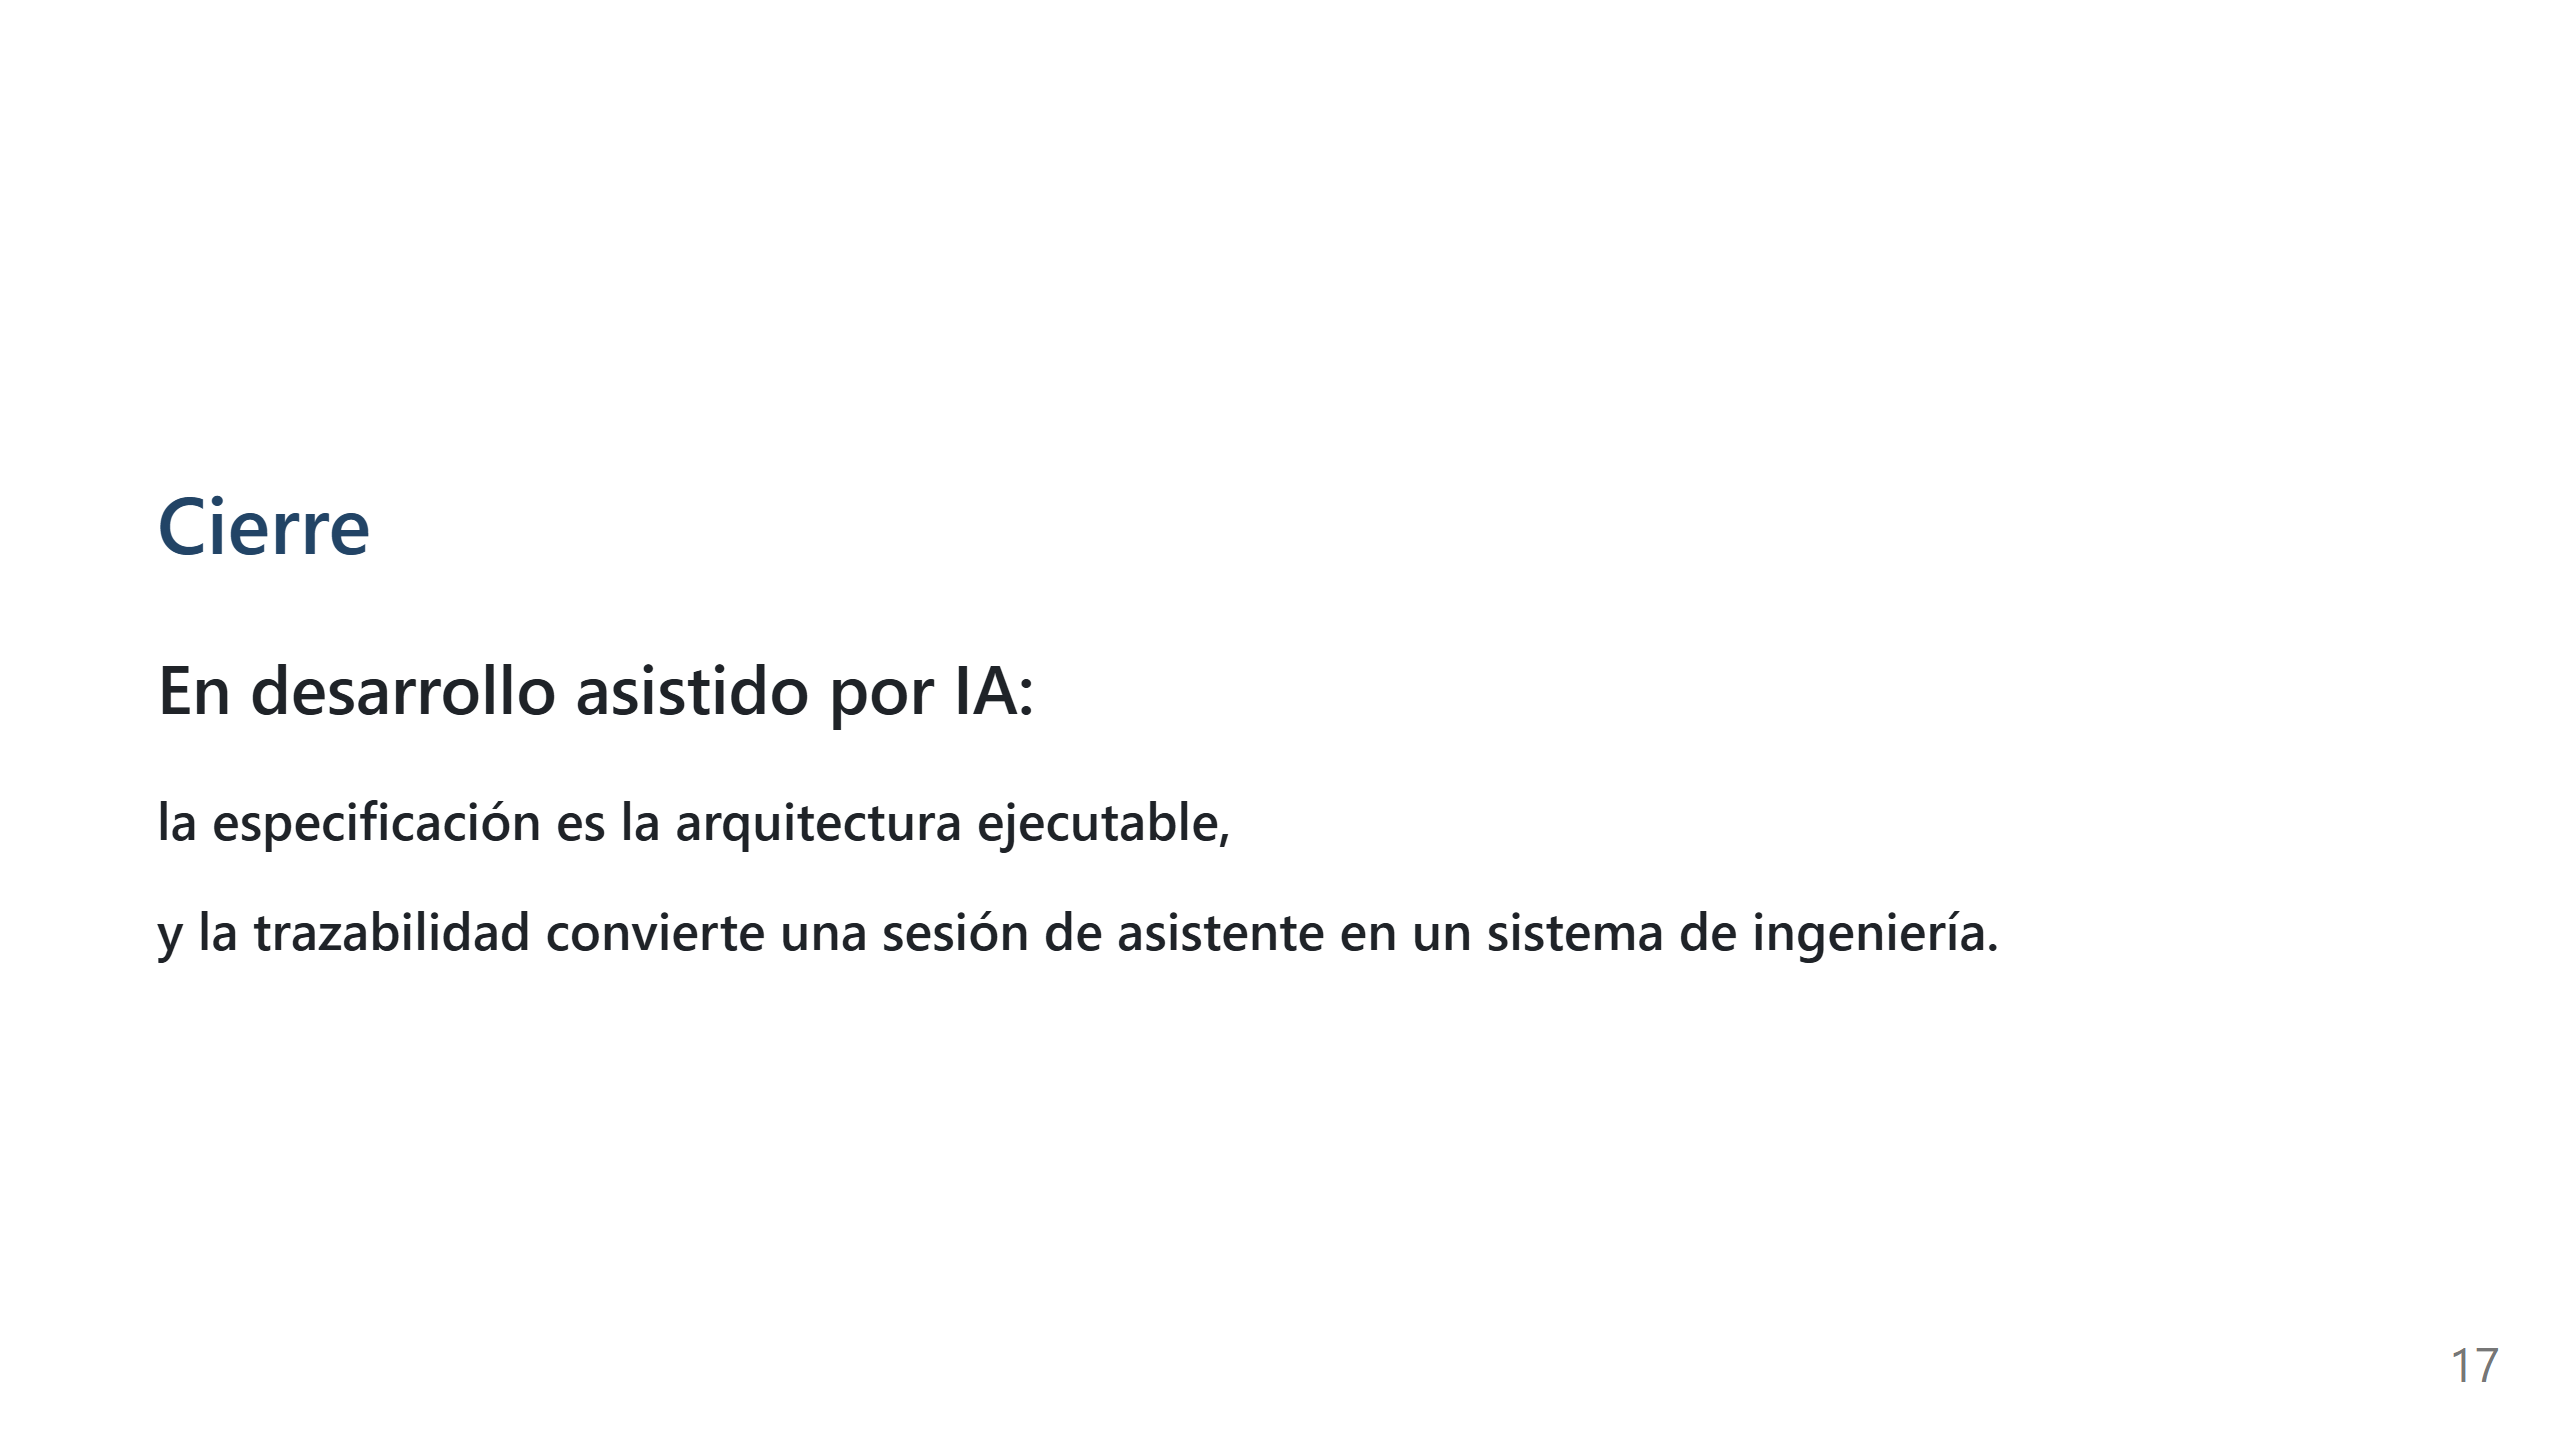 Cierre
En desarrollo asistido por IA:
la especificación es la arquitectura ejecutable,
y la trazabilidad convierte una sesión de asistente en un sistema de ingeniería.
17